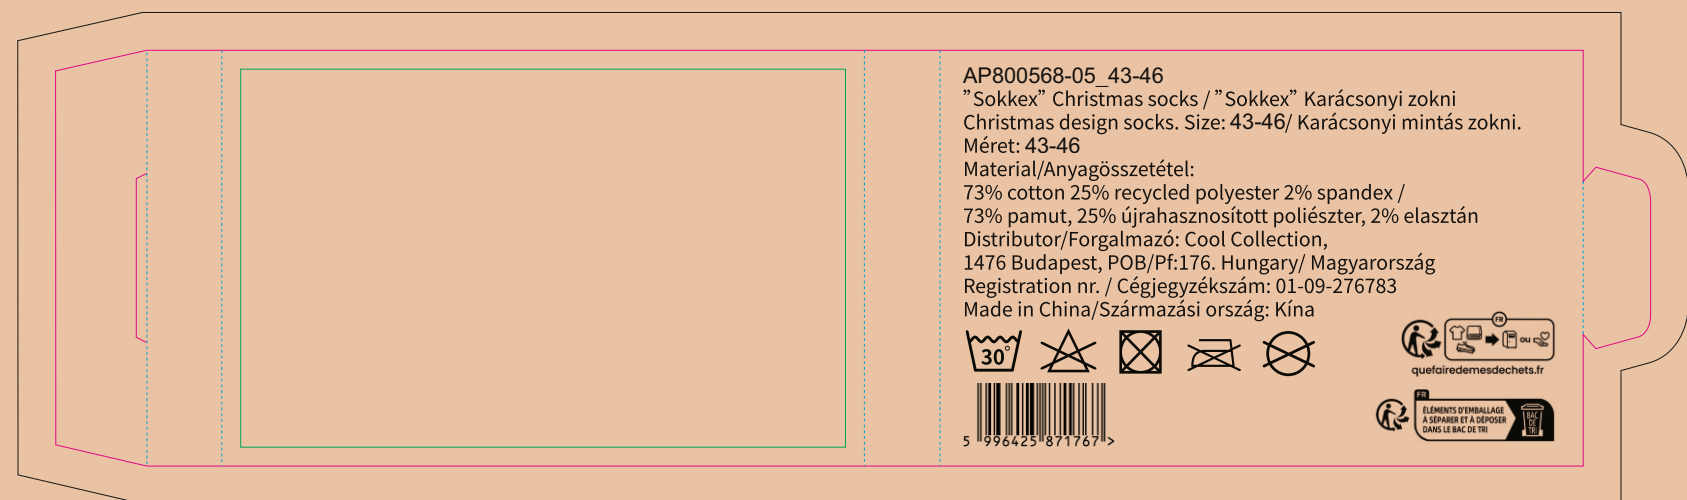 AP800568-05_43-46
”Sokkex” Christmas socks / ”Sokkex” Karácsonyi zokni
Christmas design socks. Size: 43-46/ Karácsonyi mintás zokni.
Méret: 43-46
Material/Anyagösszetétel:
73% cotton 25% recycled polyester 2% spandex /
73% pamut, 25% újrahasznosított poliészter, 2% elasztán
Distributor/Forgalmazó: Cool Collection,
1476 Budapest, POB/Pf:176. Hungary/ Magyarország
Registration nr. / Cégjegyzékszám: 01-09-276783
Made in China/Származási ország: Kína
30°
FR
ou
quefairedemesdechets.fr
FR
ÉLÉMENTS D'EMBALLAGE
À SÉPARER ET À DÉPOSER
DANS LE BAC DE TRI
BAC
DE
TRI
5 996425 871767 >